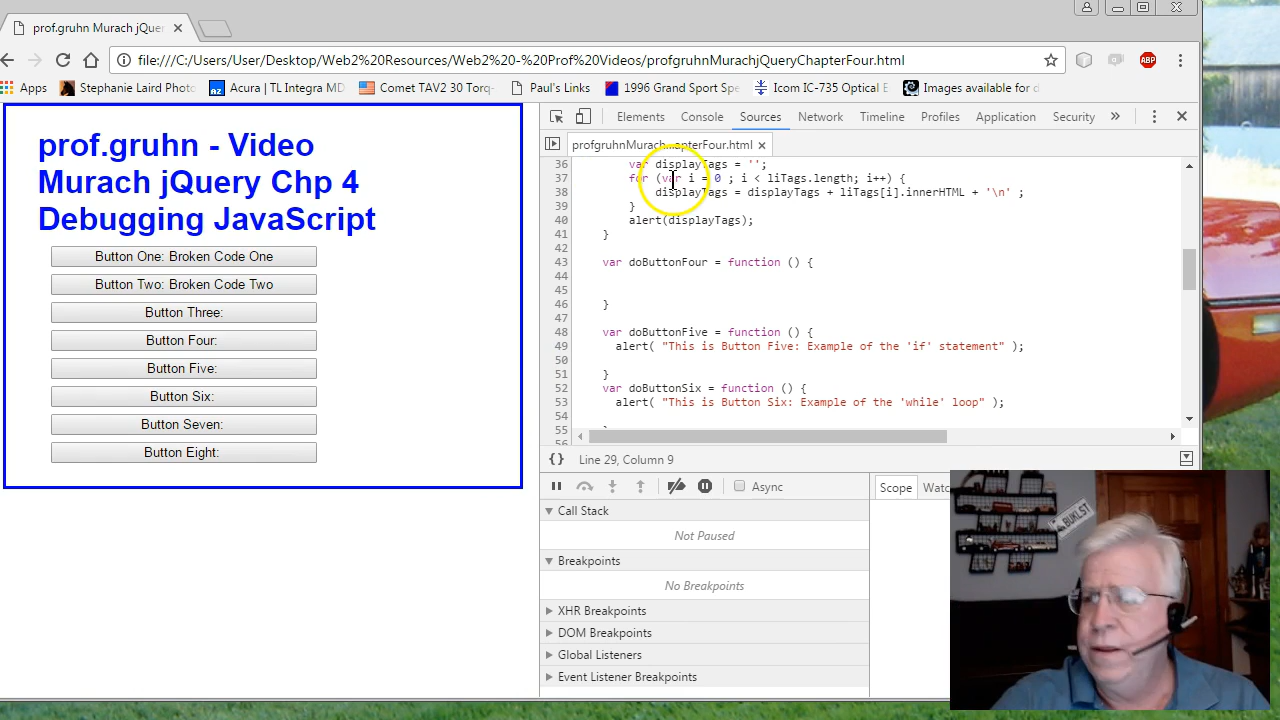 prof.gruhn Murach jQuer
file:///C:/Users/User/Desktop/Web2%20Resources/Web2%20-%20Prof%20Videos/profgruhnMurachjQueryChapterFour.html
ABP
Apps Stephanie Laird Photo Acura | TL Integra MD Comet TAV2 30 Torq- Paul's Links 1996 Grand Sport Spe Icom IC-735 Optical E Images available for d
prof.gruhn - Video
Murach jQuery Chp 4
Debugging JavaScript
Button One: Broken Code One
Button Two: Broken Code Two
Button Three:
Button Four:
Button Five:
Button Six:
Button Seven:
Button Eight:
Elements Console Sources Network Timeline Profiles Application Security »
profgruhnMurach hapterFour.html
36 var displayTags = '';
37 for (var i = 0 ; i < liTags.length; i++) {
38 displayTags = displayTags + liTags[i].innerHTML + '\n' ;
39 }
40 alert(displayTags);
41 }
42
43 var doButtonFour = function () {
44
45
46 }
47
48 var doButtonFive = function () {
49 alert( "This is Button Five: Example of the 'if' statement" );
50
51 }
52 var doButtonSix = function () {
53 alert( "This is Button Six: Example of the 'while' loop" );
54
55
{} Line 29, Column 9
Async
Call Stack
Not Paused
Breakpoints
No Breakpoints
XHR Breakpoints
DOM Breakpoints
Global Listeners
Event Listener Breakpoints
Scope Watc
BUKLST